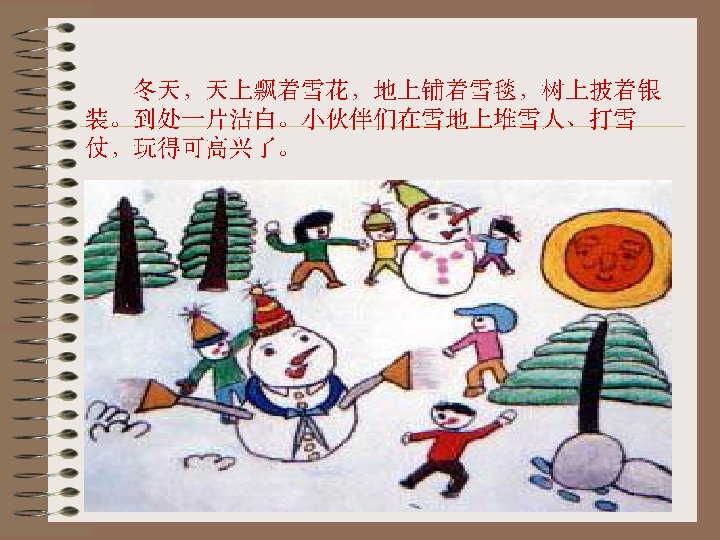 冬天，天上飘着雪花，地上铺着雪毯，树上披着银
装。到处一片洁白。小伙伴们在雪地上堆雪人、打雪
仗，玩得可高兴了。